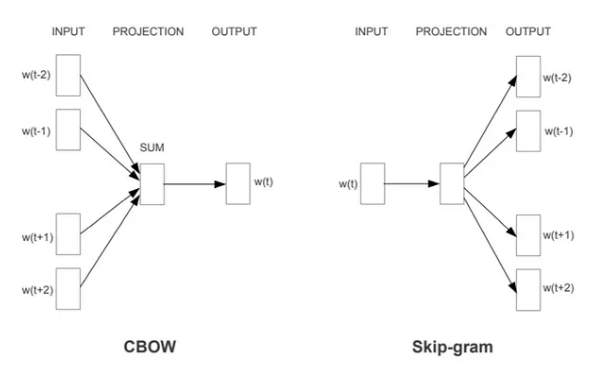 INPUT PROJECTION OUTPUT
w(t-2)
w(t-1)
SUM
w(t)
w(t+1)
w(t+2)
CBOW
INPUT PROJECTION OUTPUT
w(t-2)
w(t-1)
w(t)
w(t+1)
w(t+2)
Skip-gram